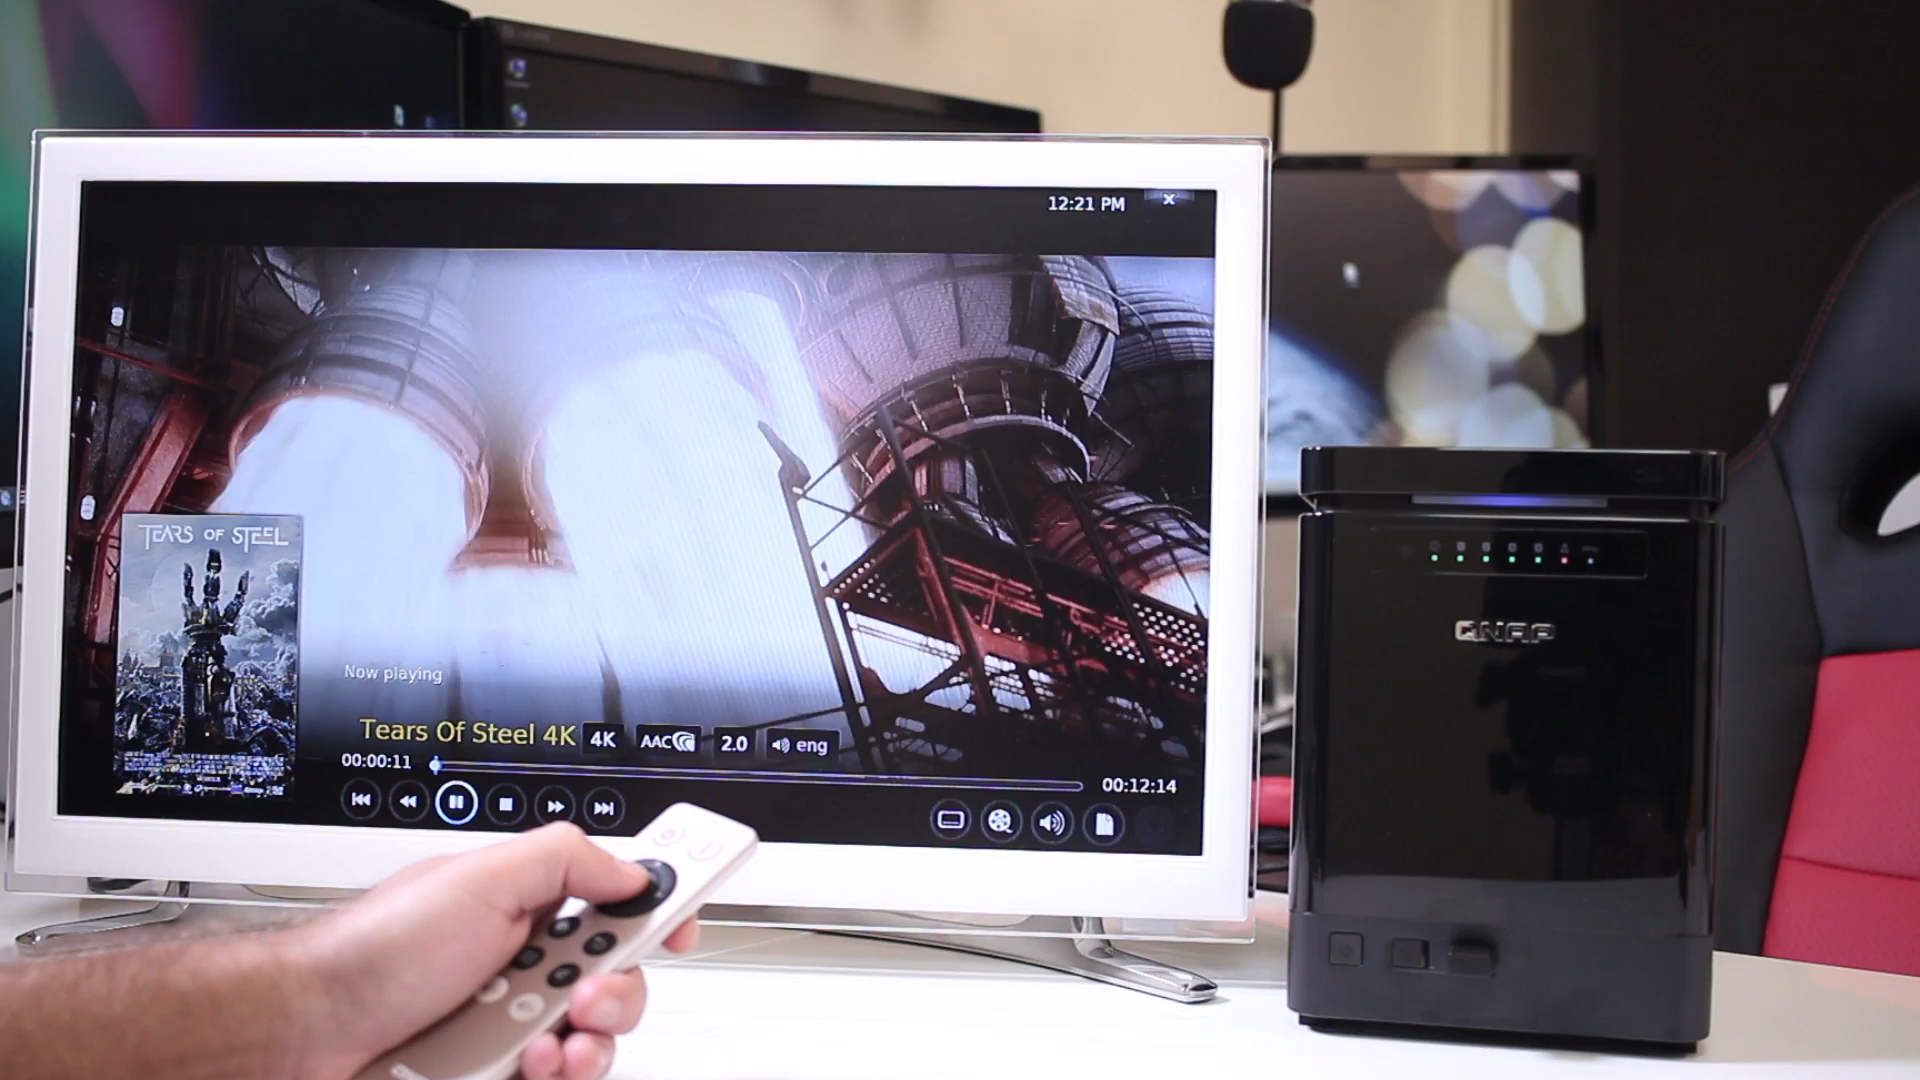 12:21 PM
TEARS OF STEEL
Now playing
Tears Of Steel 4K 4K AAC 2.0 eng
00:00:11
00:12:14
QNAP